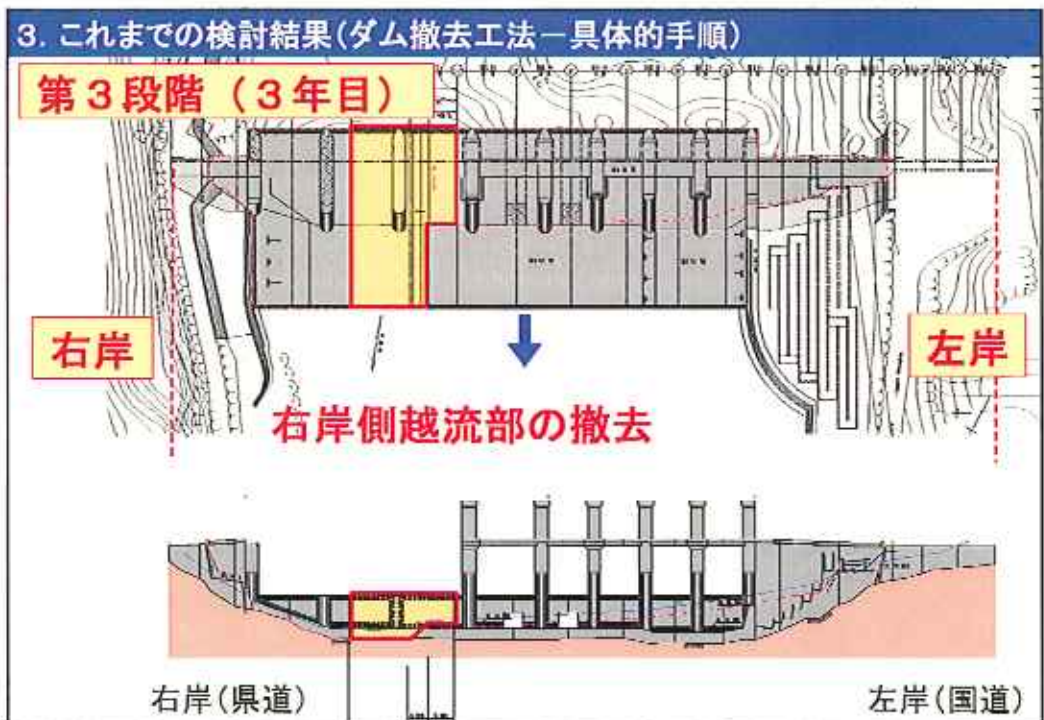 3. これまでの検討結果(ダム撤去工法－具体的手順)
第３段階（３年目）
右岸
左岸
右岸側越流部の撤去
右岸(県道)
左岸(国道)